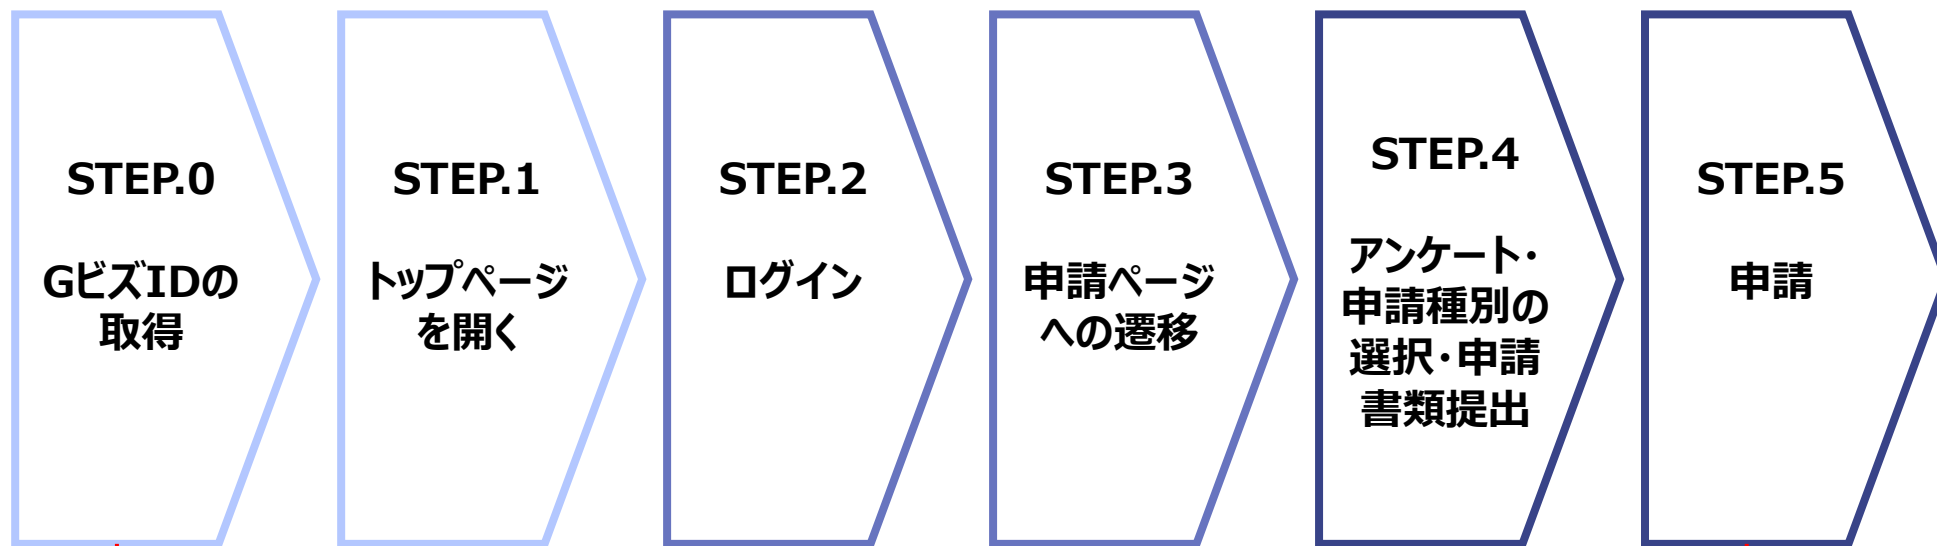 STEP.0
GビズIDの
取得
STEP.1
トップページ
を開く
STEP.2
ログイン
STEP.3
申請ページ
への遷移
STEP.4
アンケート・
申請種別の
選択・申請
書類提出
STEP.5
申請